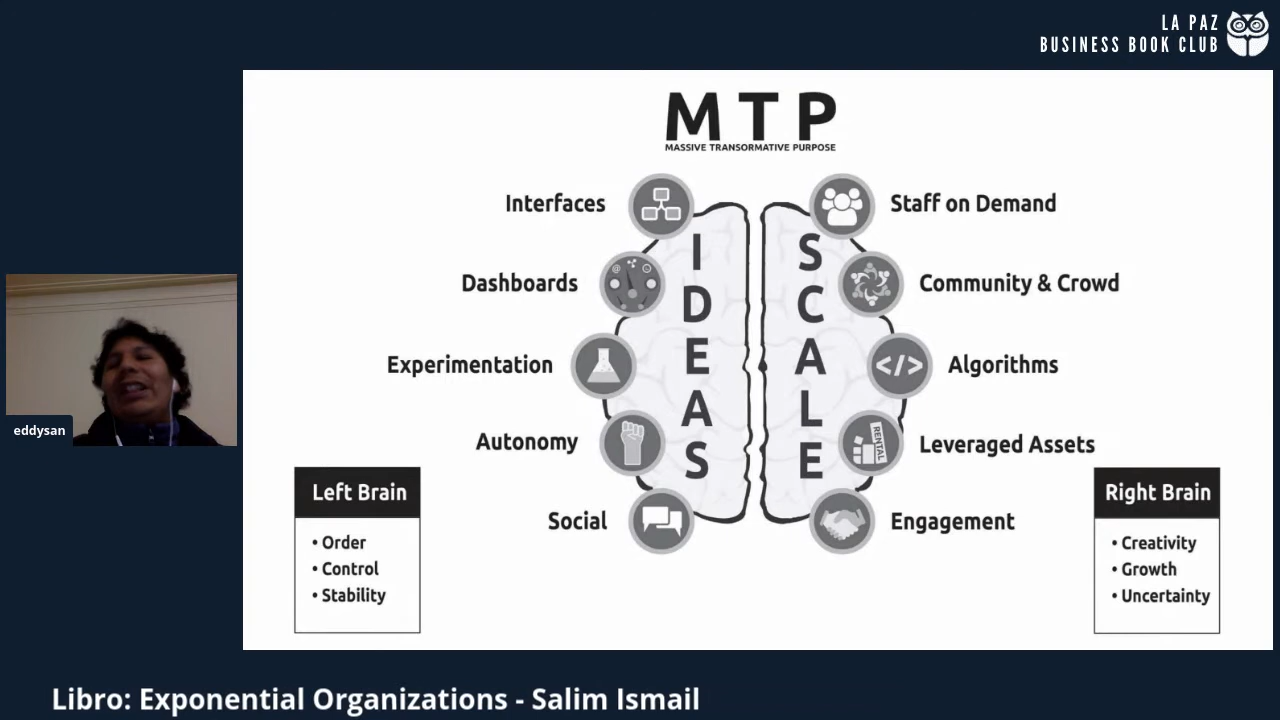 LA PAZ
BUSINESS BOOK CLUB
MTP
MASSIVE TRANSORMATIVE PURPOSE
Interfaces
Dashboards
Experimentation
Autonomy
Social
IDEAS
SCALE
Staff on Demand
Community & Crowd
</>
Algorithms
RENTAL
Leveraged Assets
Engagement
Left Brain
• Order
• Control
• Stability
Right Brain
• Creativity
• Growth
• Uncertainty
eddysan
Libro: Exponential Organizations - Salim Ismail